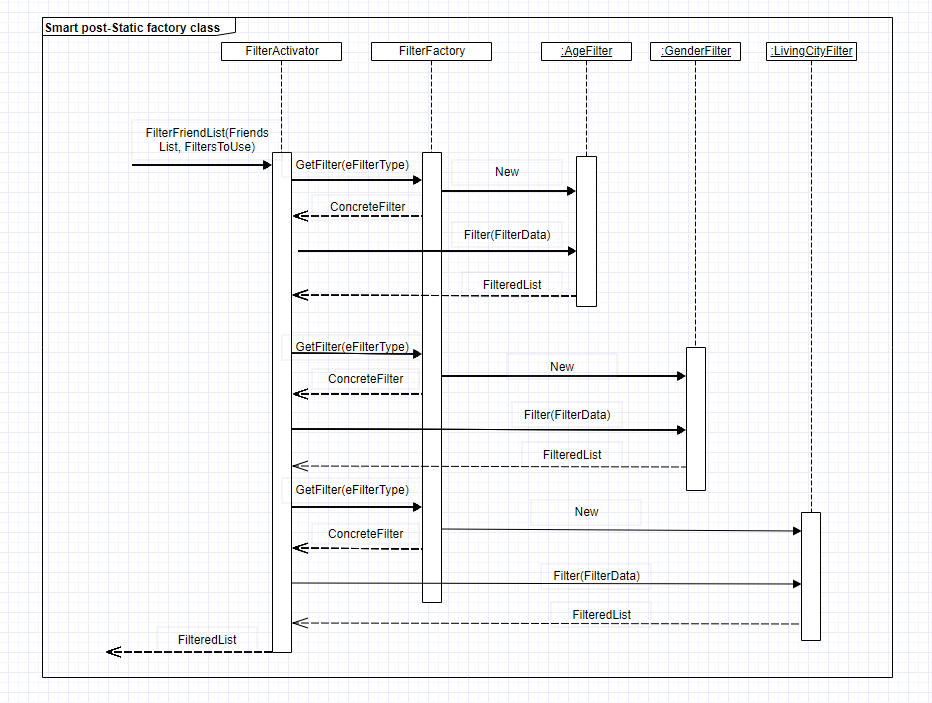 Smart post-Static factory class
FilterActivator
FilterFactory
:AgeFilter
:GenderFilter
:LivingCityFilter
FilterFriendList(Friends
List, FiltersToUse)
GetFilter(eFilterType)
New
ConcreteFilter
Filter(FilterData)
FilteredList
GetFilter(eFilterType)
New
ConcreteFilter
Filter(FilterData)
FilteredList
GetFilter(eFilterType)
New
ConcreteFilter
Filter(FilterData)
FilteredList
FilteredList